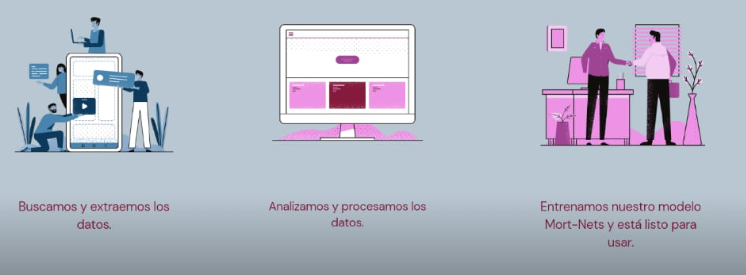 Buscamos y extraemos los
datos.
Analizamos y procesamos los
datos.
Entrenamos nuestro modelo
Mort-Nets y está listo para
usar.